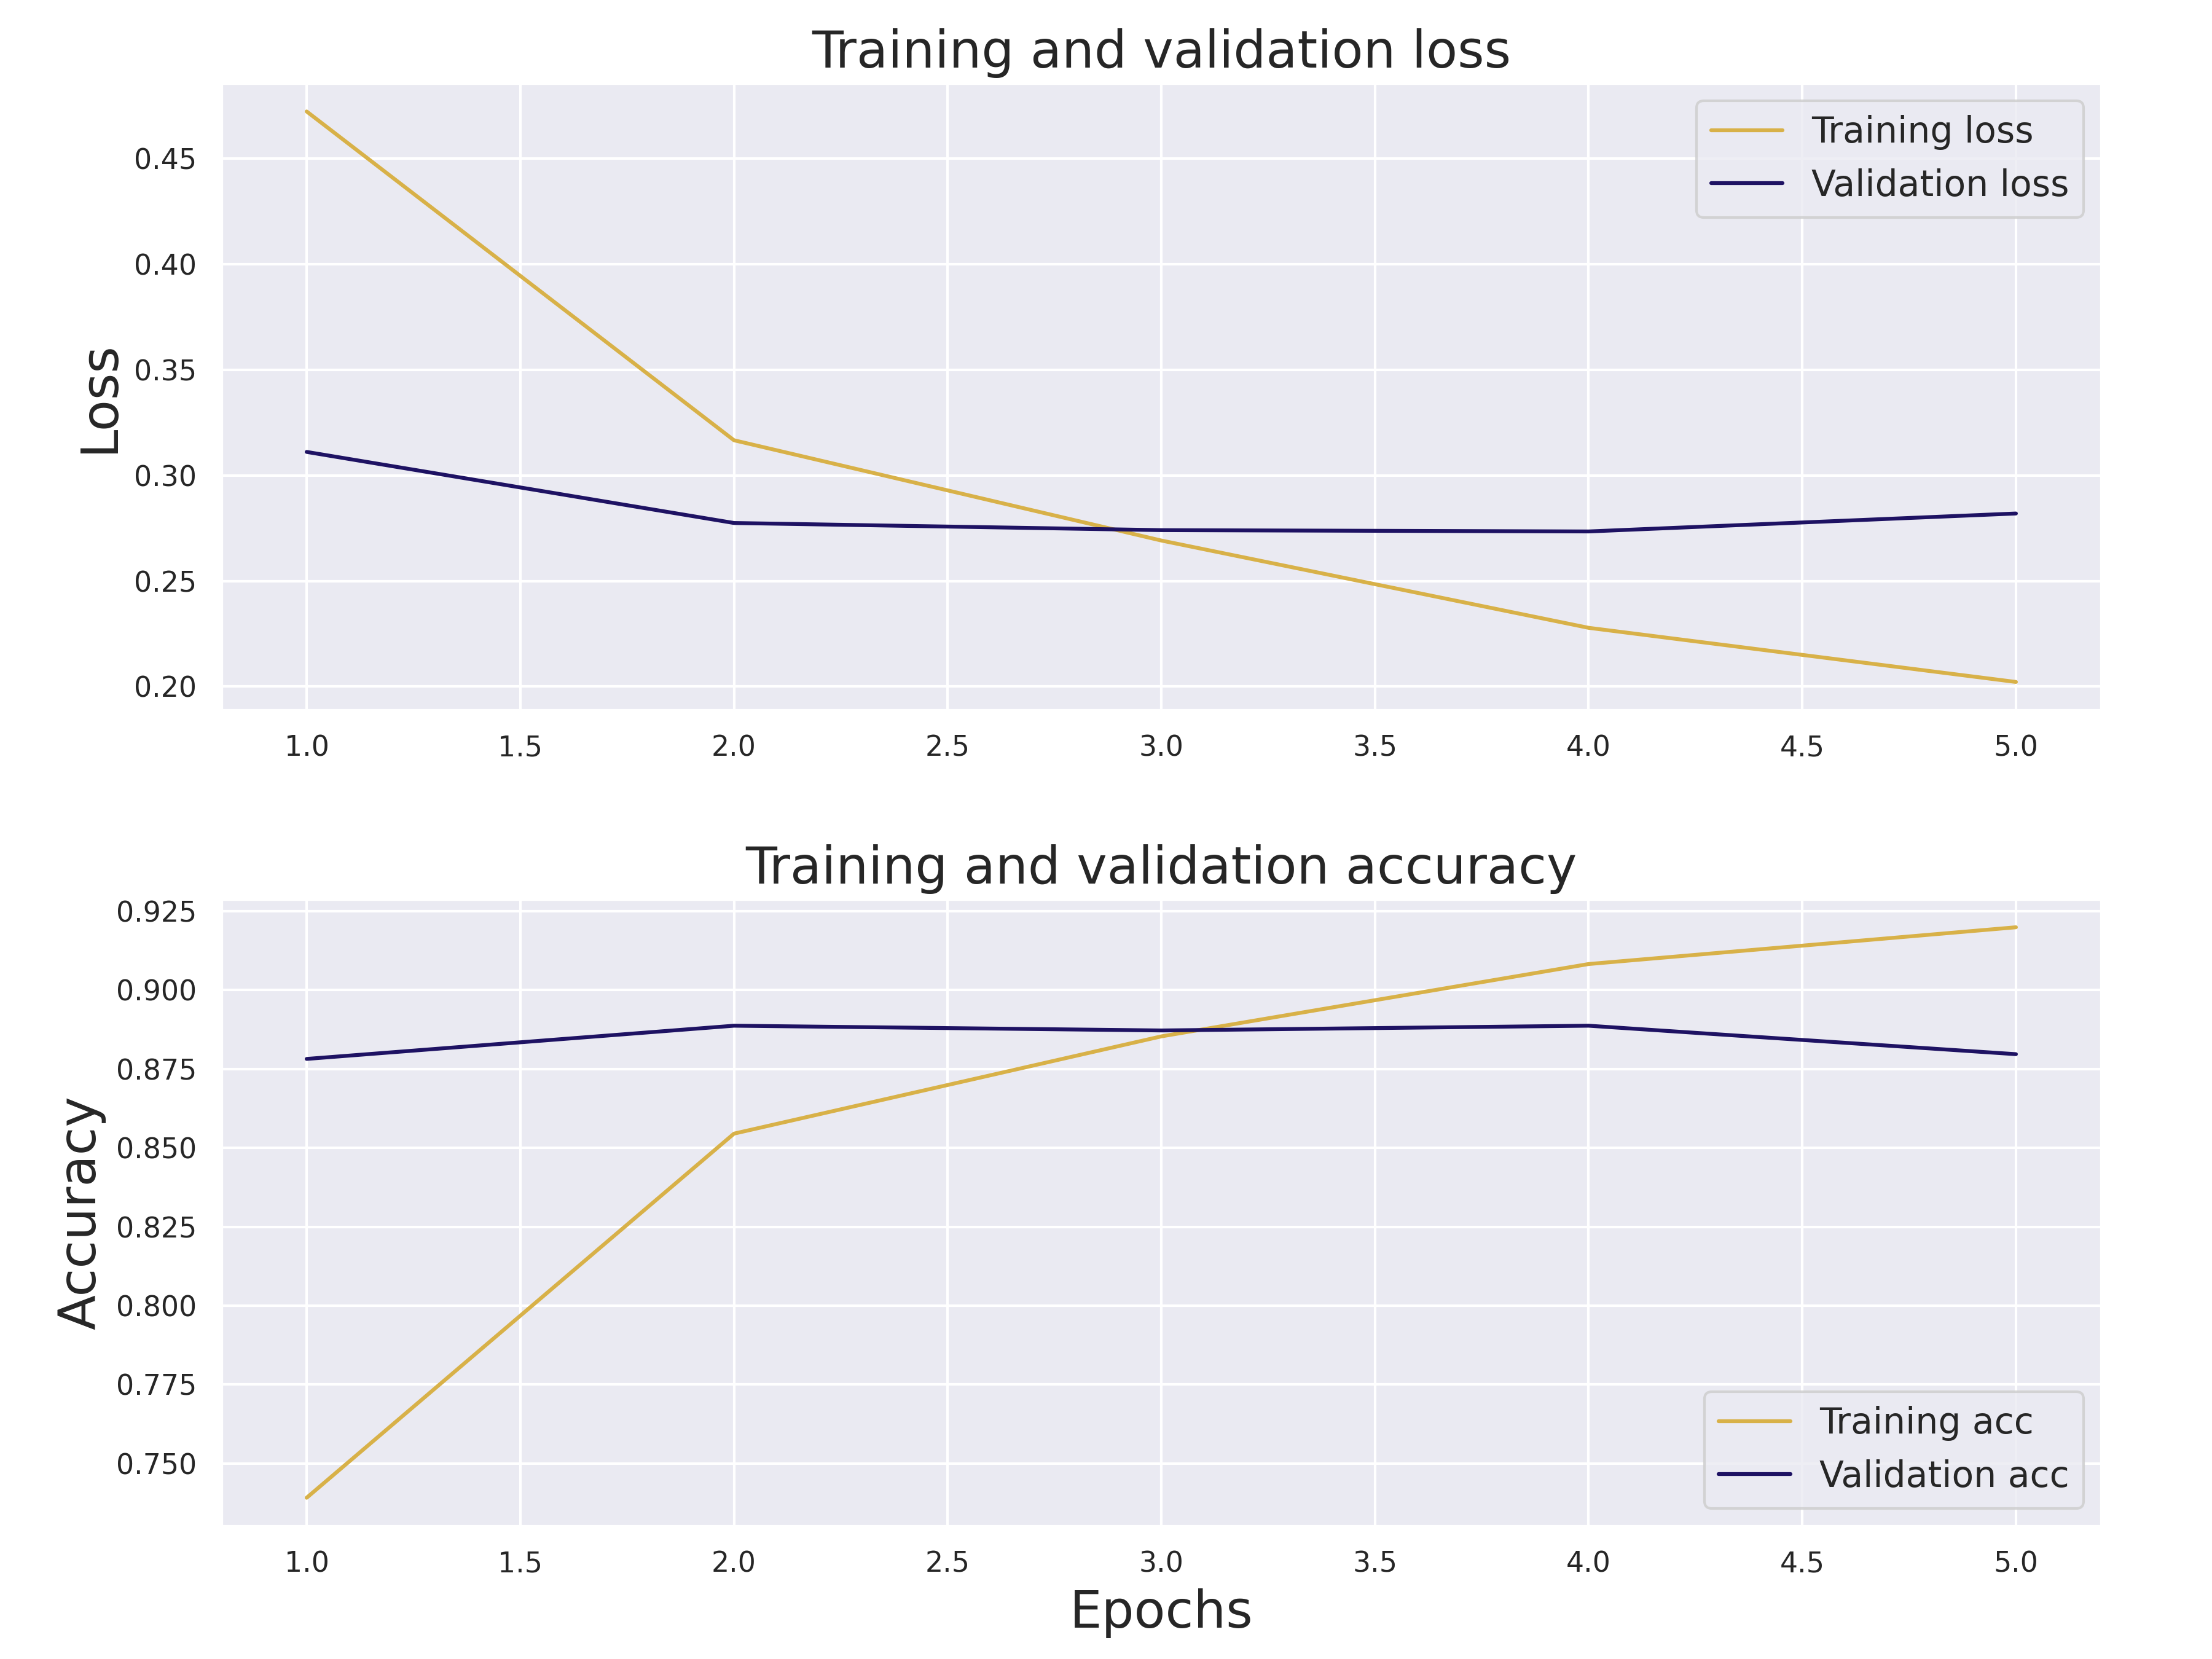 Training and validation loss
Loss
0.45
0.40
0.35
0.30
0.25
0.20
Training loss
Validation loss
1.0 1.5 2.0 2.5 3.0 3.5 4.0 4.5 5.0
Training and validation accuracy
Accuracy
0.925
0.900
0.875
0.850
0.825
0.800
0.775
0.750
Training acc
Validation acc
1.0 1.5 2.0 2.5 3.0 3.5 4.0 4.5 5.0
Epochs